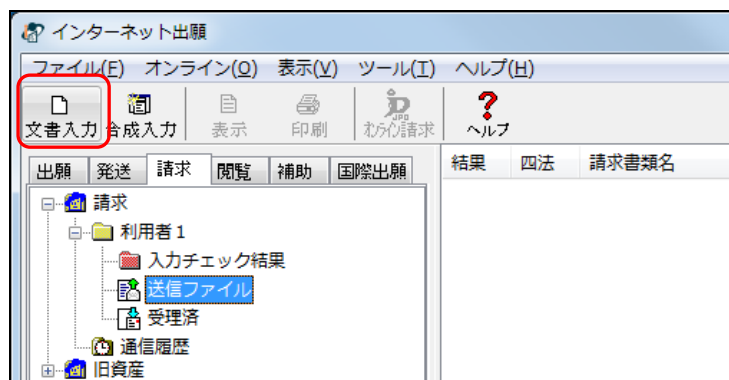 インターネット出願
ファイル(F) オンライン(O) 表示(V) ツール(T) ヘルプ(H)
文書入力 合成入力 表示 印刷 JPO オンライン請求 ヘルプ
出願 発送 請求 閲覧 補助 国際出願
結果 四法 請求書類名
請求
利用者1
入力チェック結果
送信ファイル
受理済
通信履歴
旧資産